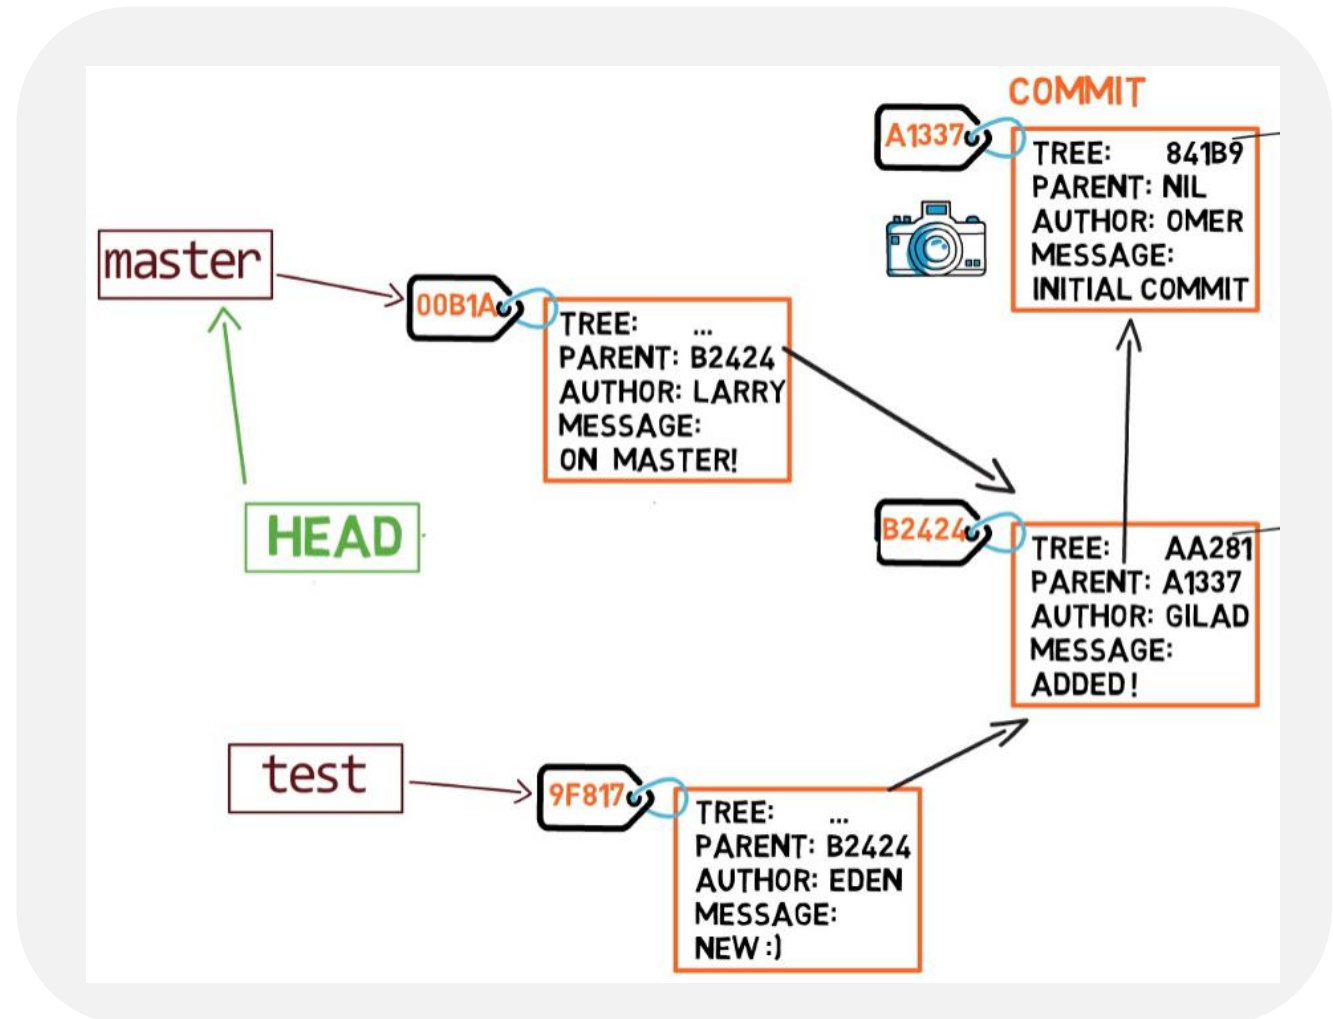 COMMIT
A1337
TREE: 841B9
PARENT: NIL
AUTHOR: OMER
MESSAGE:
INITIAL COMMIT
master
00B1A
TREE: ...
PARENT: B2424
AUTHOR: LARRY
MESSAGE:
ON MASTER!
HEAD
B2424
TREE: AA281
PARENT: A1337
AUTHOR: GILAD
MESSAGE:
ADDED!
test
9F817
TREE: ...
PARENT: B2424
AUTHOR: EDEN
MESSAGE:
NEW :)